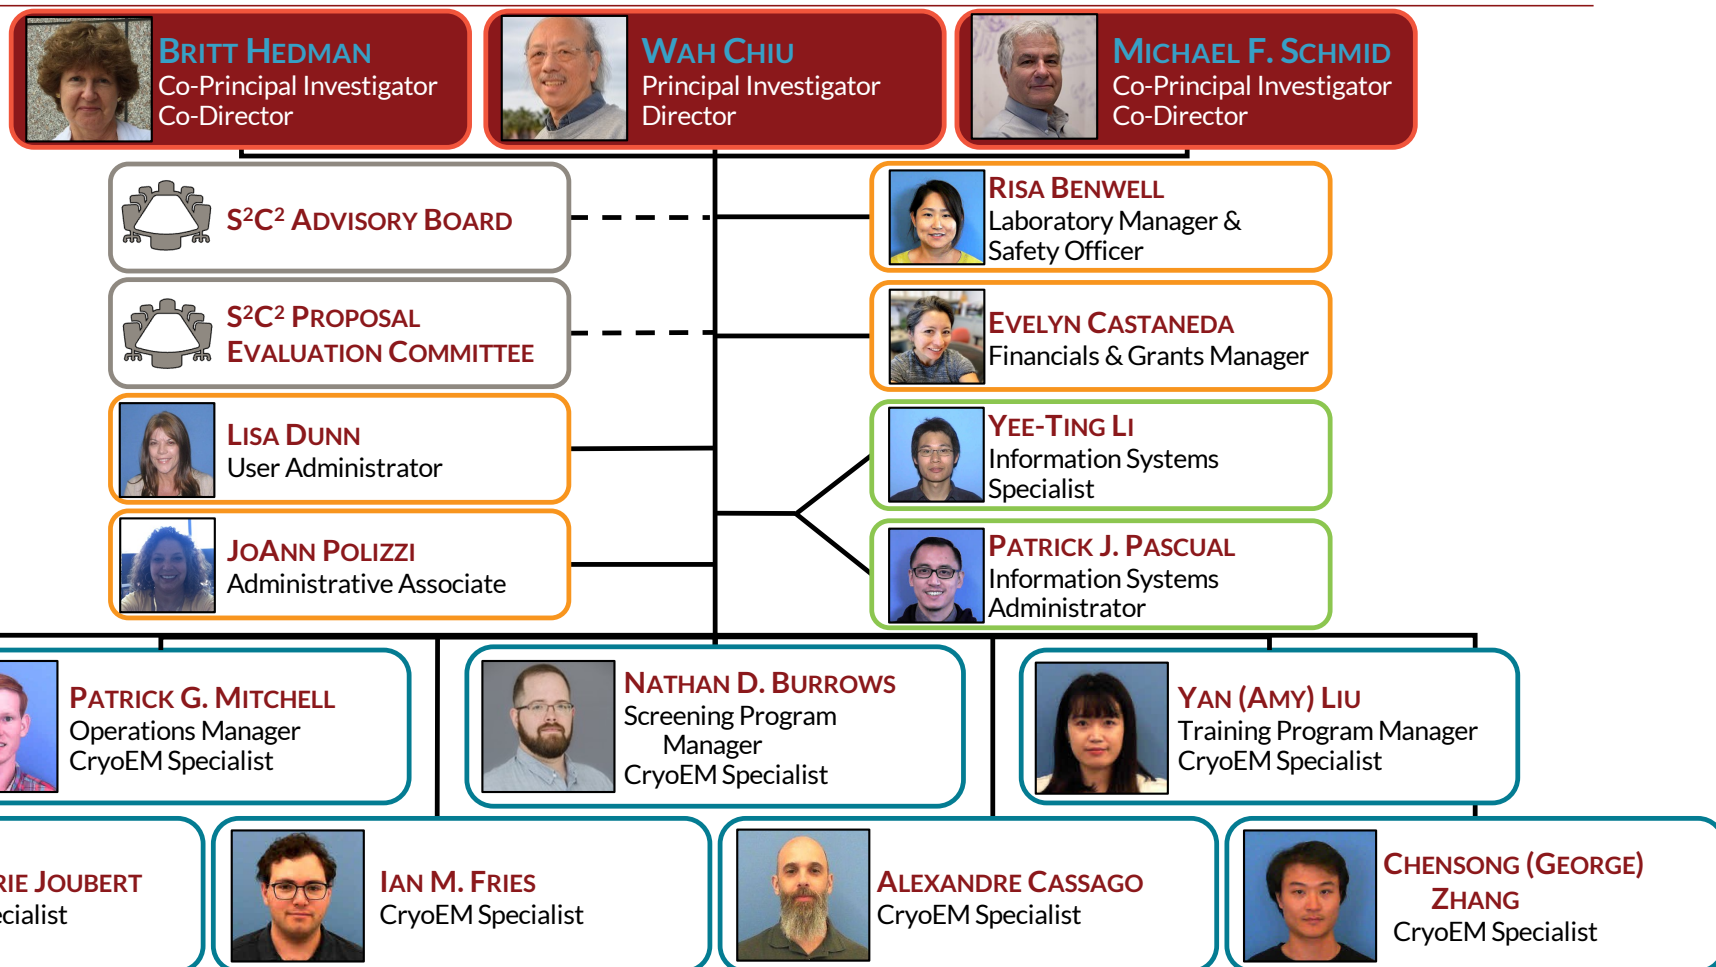 BRITT HEDMAN
Co-Principal Investigator
Co-Director
WAH CHIU
Principal Investigator
Director
MICHAEL F. SCHMID
Co-Principal Investigator
Co-Director
S²C² ADVISORY BOARD
RISA BENWELL
Laboratory Manager &
Safety Officer
S²C² PROPOSAL
EVALUATION COMMITTEE
EVELYN CASTANEDA
Financials & Grants Manager
LISA DUNN
User Administrator
YEE-TING LI
Information Systems
Specialist
JOANN POLIZZI
Administrative Associate
PATRICK J. PASCUAL
Information Systems
Administrator
PATRICK G. MITCHELL
Operations Manager
CryoEM Specialist
NATHAN D. BURROWS
Screening Program
Manager
CryoEM Specialist
YAN (AMY) LIU
Training Program Manager
CryoEM Specialist
RIE JOUBERT
ecialist
IAN M. FRIES
CryoEM Specialist
ALEXANDRE CASSAGO
CryoEM Specialist
CHENSONG (GEORGE)
ZHANG
CryoEM Specialist